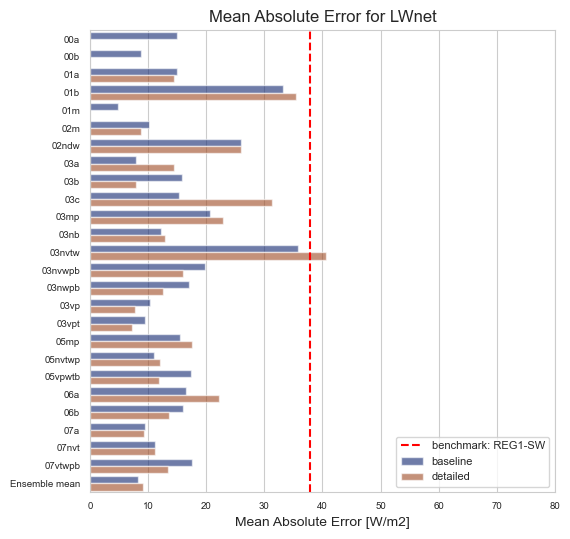 Mean Absolute Error for LWnet
00a
00b
01a
01b
01m
02m
02ndw
03a
03b
03c
03mp
03nb
03nvtw
03nvwpb
03nwpb
03vp
03vpt
05mp
05nvtwp
05vpwtb
06a
06b
07a
07nvt
07vtwpb
Ensemble mean
benchmark: REG1-SW
baseline
detailed
0 10 20 30 40 50 60 70 80
Mean Absolute Error [W/m2]